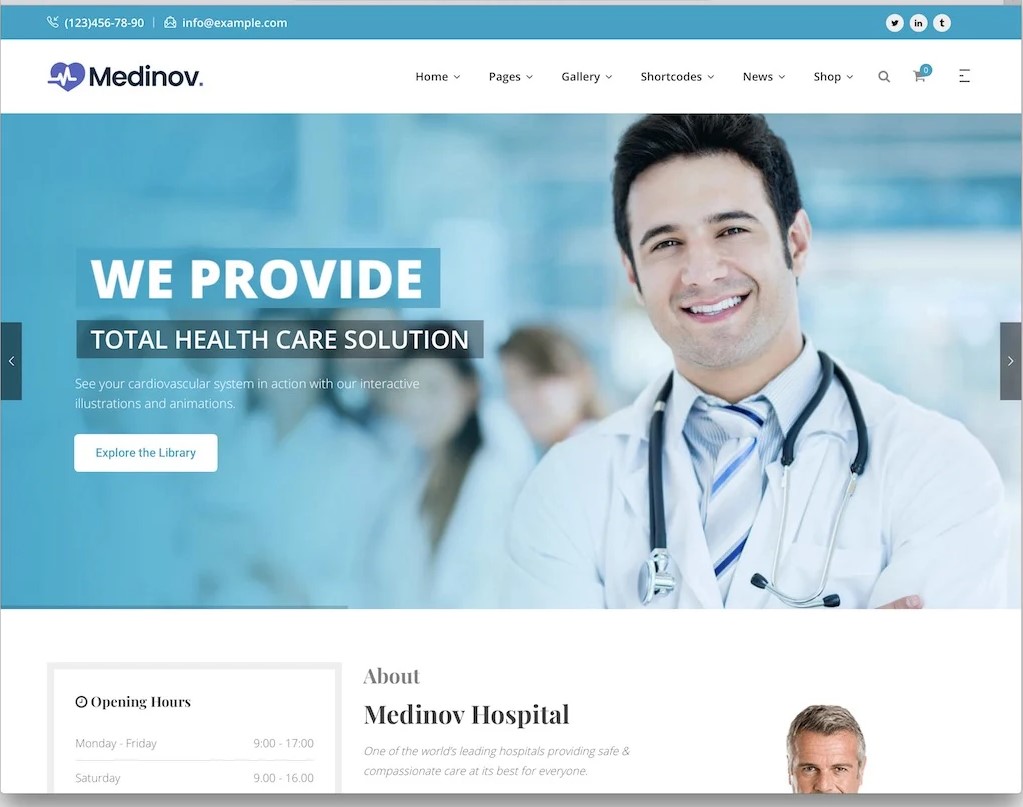 (123)456-78-90 | info@example.com
Medinov.
Home Pages Gallery Shortcodes News Shop 0
WE PROVIDE
TOTAL HEALTH CARE SOLUTION
See your cardiovascular system in action with our interactive
illustrations and animations.
Explore the Library
Opening Hours
Monday - Friday 9:00 - 17:00
Saturday 9.00 - 16.00
About
Medinov Hospital
One of the world's leading hospitals providing safe &
compassionate care at its best for everyone.